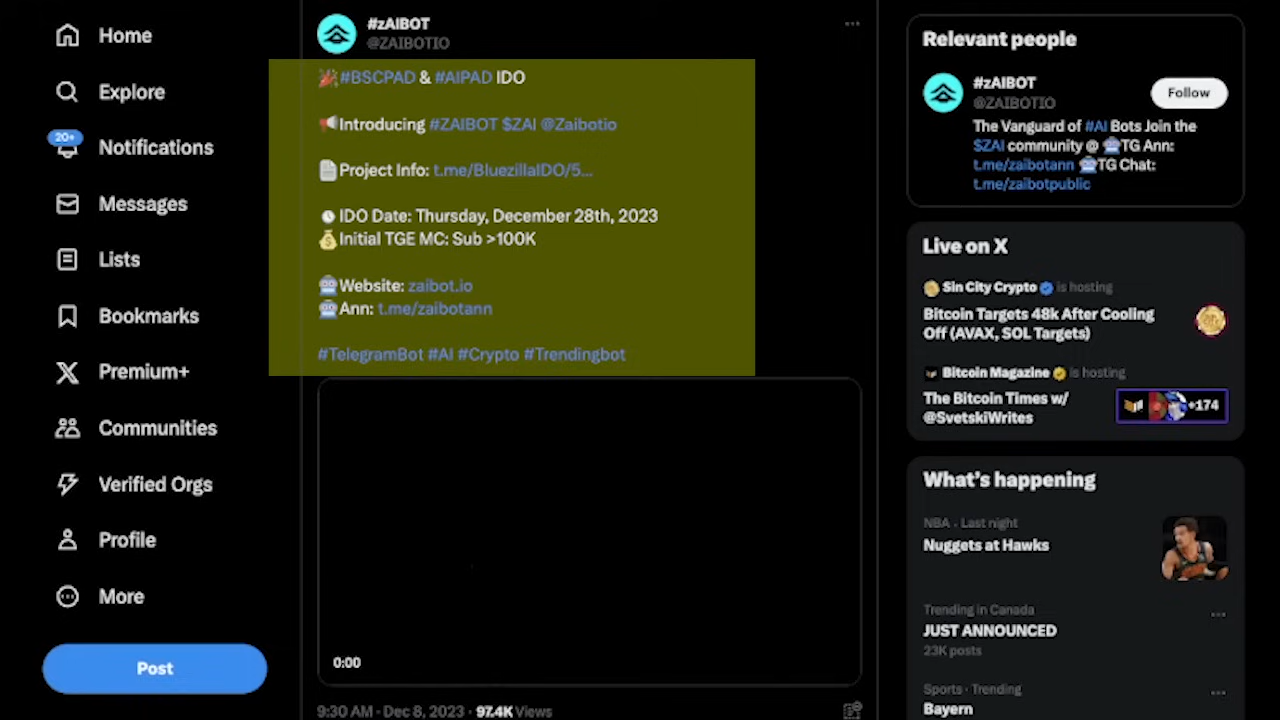 Home
Explore
20+
Notifications
Messages
Lists
Bookmarks
Premium+
Communities
Verified Orgs
Profile
More
Post
#zAIBOT
@ZAIBOTIO
#BSCPAD & #AIPAD IDO
Introducing #ZAIBOT $ZAI @Zaibotio
Project Info: t.me/BluezillaIDO/5...
IDO Date: Thursday, December 28th, 2023
Initial TGE MC: Sub >100K
Website: zaibot.io
Ann: t.me/zaibotann
#TelegramBot #AI #Crypto #Trendingbot
0:00
9:30 AM · Dec 8, 2023 · 97.4K Views
Relevant people
#zAIBOT
@ZAIBOTIO
Follow
The Vanguard of #AI Bots Join the
$ZAI community @ TG Ann:
t.me/zaibotann TG Chat:
t.me/zaibotpublic
Live on X
Sin City Crypto is hosting
Bitcoin Targets 48k After Cooling
Off (AVAX, SOL Targets)
Bitcoin Magazine is hosting
The Bitcoin Times w/
@SvetskiWrites
+174
What's happening
NBA · Last night
Nuggets at Hawks
Trending in Canada
JUST ANNOUNCED
23K posts
Sports · Trending
Bayern